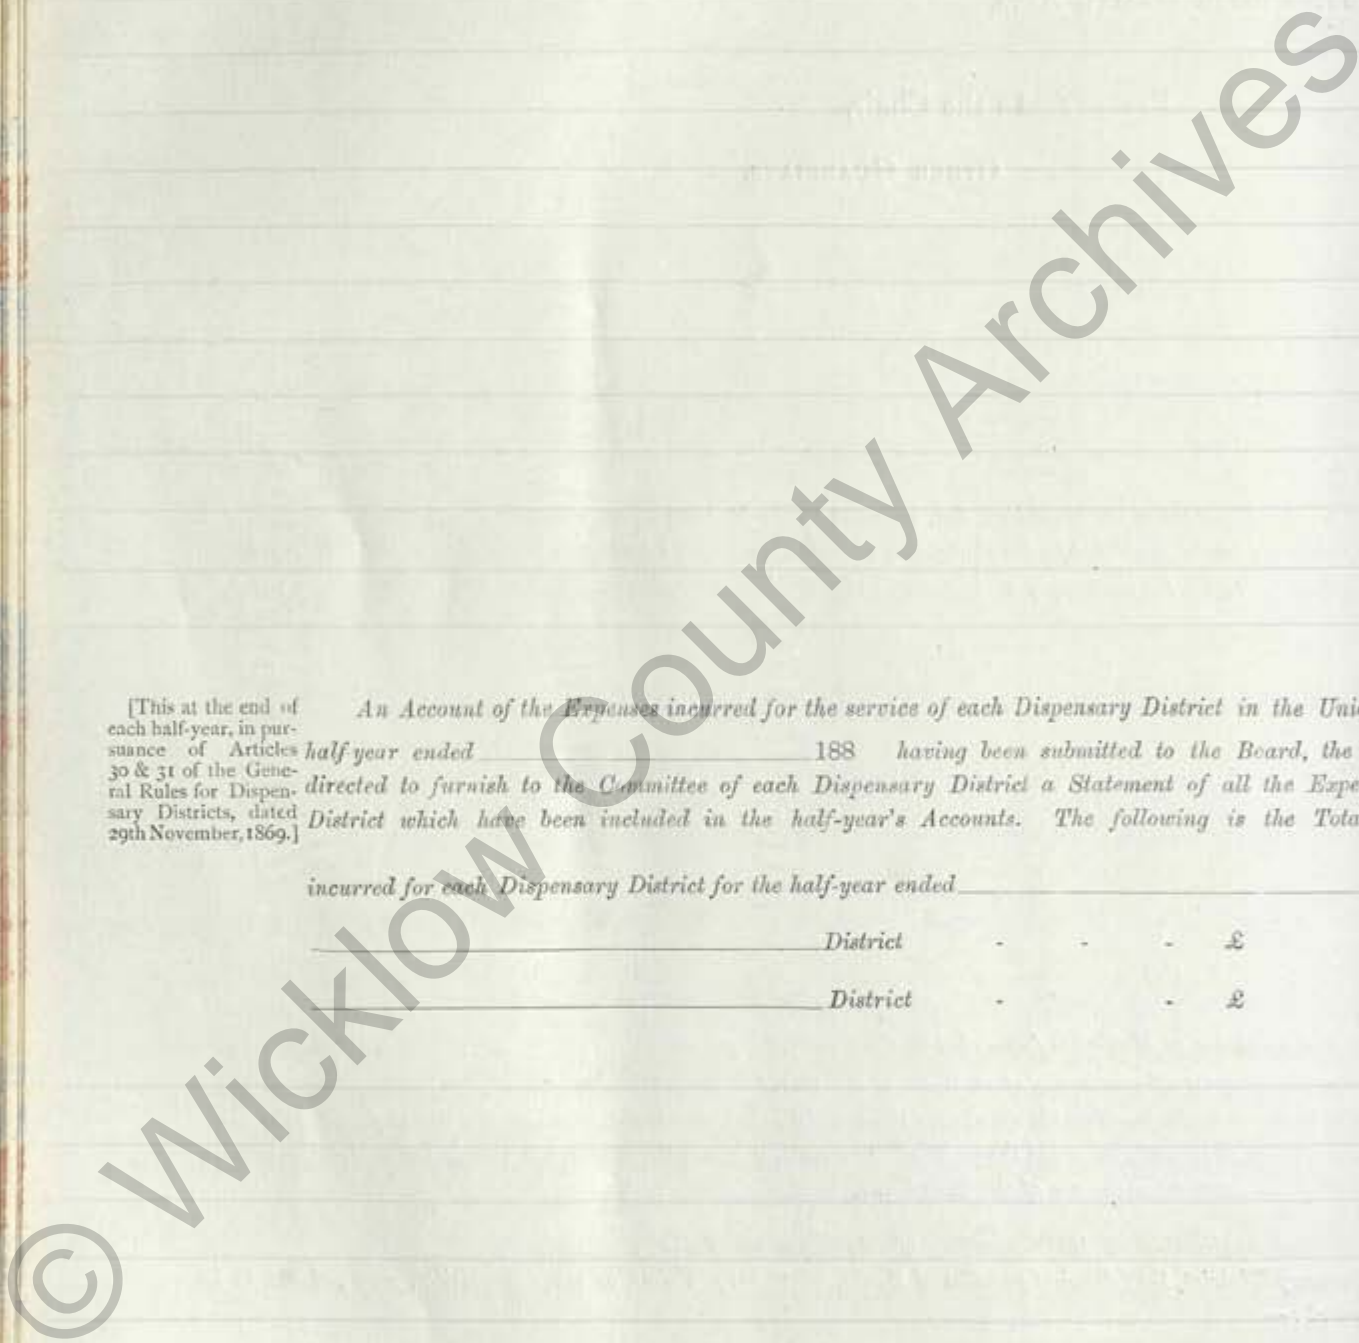 [This at the end of
each half-year, in pur-
suance of Articles
30 & 31 of the Gene-
ral Rules for Dispen-
sary Districts, dated
29th November, 1869.]
An Account of the Expenses incurred for the service of each Dispensary District in the Uni
half year ended 188 having been submitted to the Board, the
directed to furnish to the Committee of each Dispensary District a Statement of all the Expe
District which have been included in the half-year's Accounts. The following is the Tota
incurred for each Dispensary District for the half-year ended
District - - - £
District - - £
© Wicklow County Archives